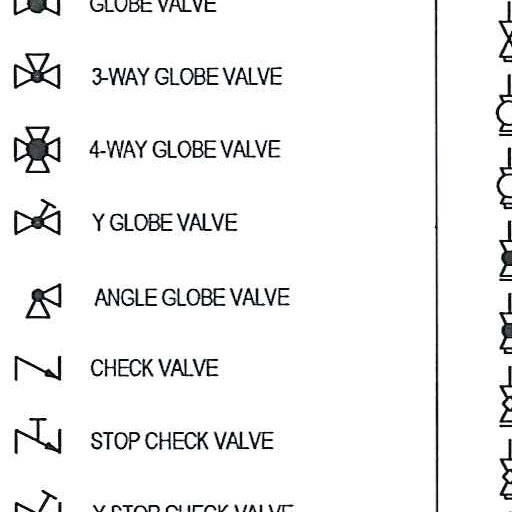 GLOBE VALVE
3-WAY GLOBE VALVE
4-WAY GLOBE VALVE
Y GLOBE VALVE
ANGLE GLOBE VALVE
CHECK VALVE
STOP CHECK VALVE
Y STOP CHECK VALVE